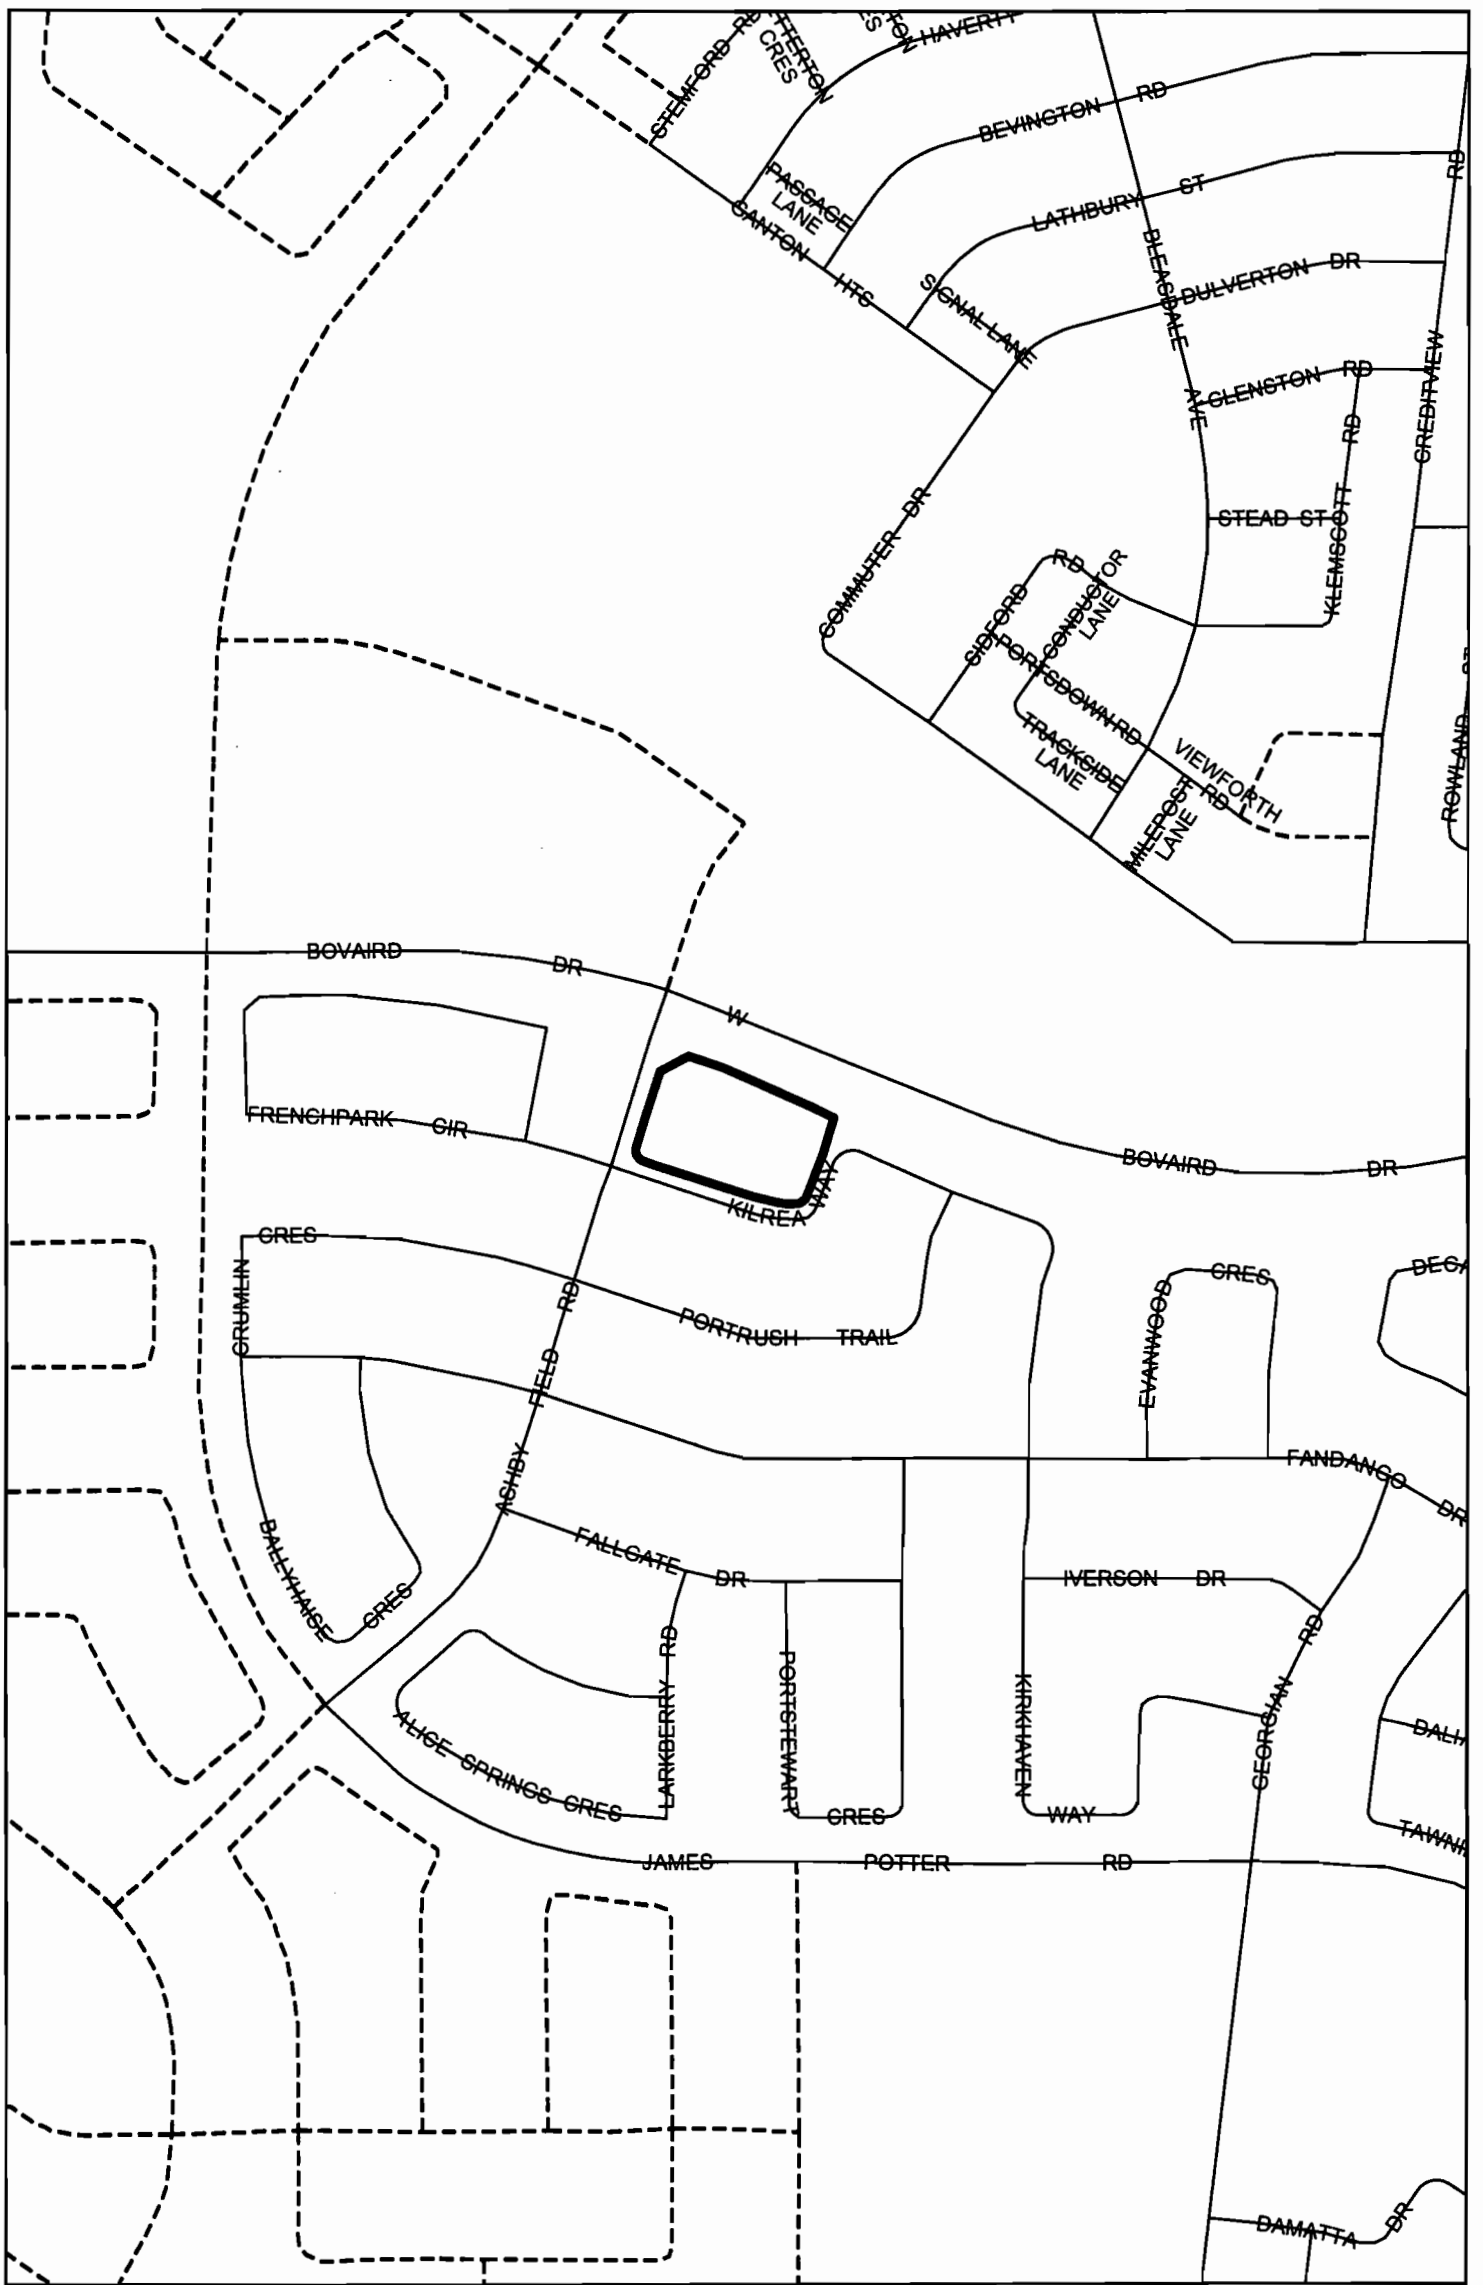 STEMFORD RD
CRES
HAVERTY
BEVINGTON RD
PASSAGE
LANE
LATHBURY ST
RD
CANTON HTS
SIGNAL LANE
BLEASDALE AVE
DULVERTON DR
CREDITVIEW
CLENSTON RD
RD
KLEMSCOTT
STEAD ST
COMMUTER DR
SIDFORD RD
CONDUCTOR
LANE
PORTSDOWN RD
TRACKSIDE
LANE
VIEWFORTH
RD
MILEPOST
LANE
ROWLAND
BOVAIRD DR W
BOVAIRD DR
FRENCHPARK CIR
KILREA WAY
CRUMLIN CRES
PORTRUSH TRAIL
ASHBY FIELD RD
EVANWOOD CRES
FANDANGO DR
BALLYHAISE CRES
FALLGATE DR
IVERSON DR
LARKBERRY RD
PORTSTEWART CRES
KIRKHAVEN WAY
GEORGIAN RD
ALICE SPRINGS CRES
JAMES POTTER RD
DAMATTA DR